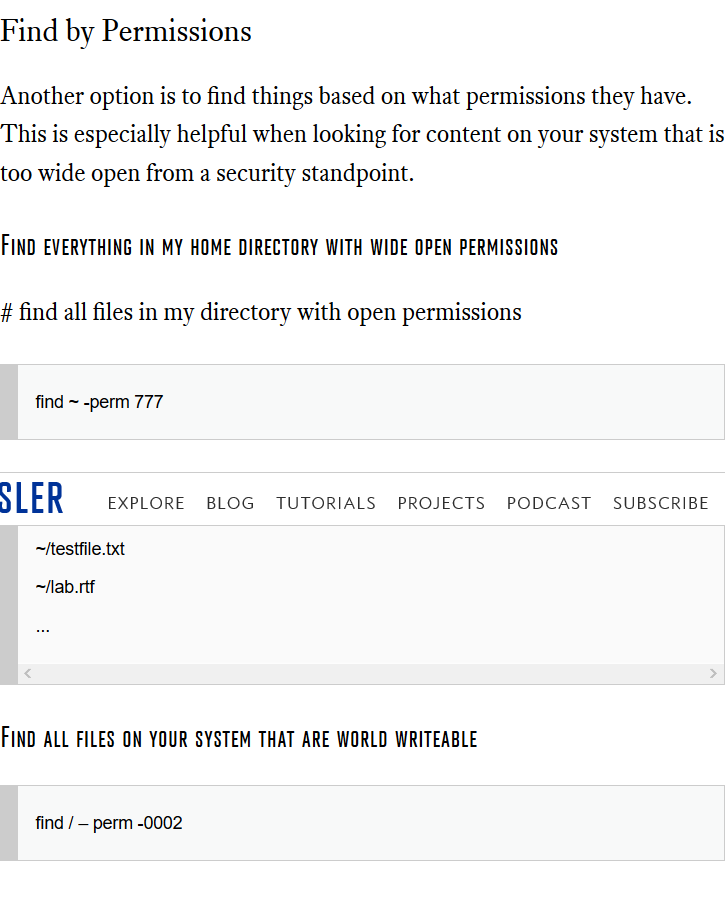 Find by Permissions
Another option is to find things based on what permissions they have.
This is especially helpful when looking for content on your system that is
too wide open from a security standpoint.
Find everything in my home directory with wide open permissions
# find all files in my directory with open permissions
find ~ -perm 777
SLER EXPLORE BLOG TUTORIALS PROJECTS PODCAST SUBSCRIBE
~/testfile.txt
~/lab.rtf
...
Find all files on your system that are world writeable
find / – perm -0002